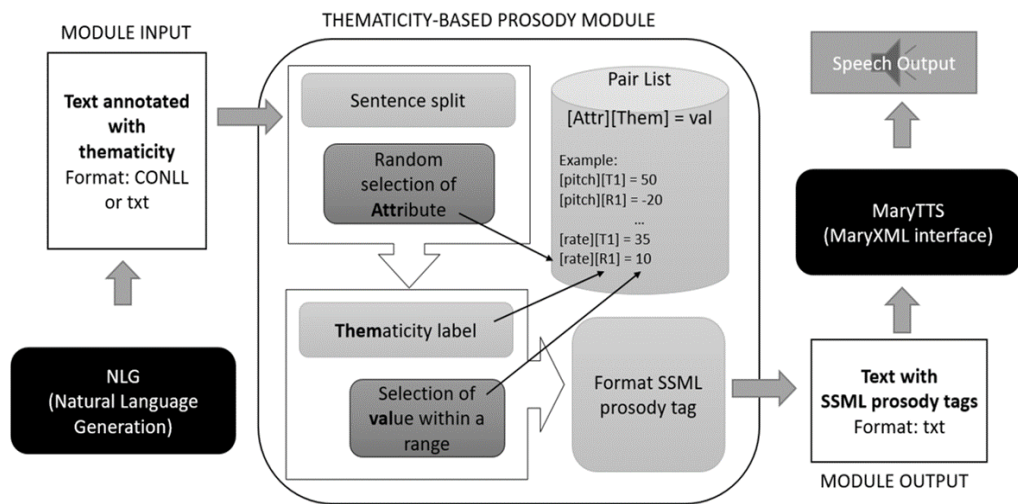 THEMATICITY-BASED PROSODY MODULE
MODULE INPUT
Text annotated
with
thematicity
Format: CONLL
or txt
NLG
(Natural Language
Generation)
Sentence split
Random
selection of
Attribute
Thematicity label
Selection of
value within a
range
Pair List
[Attr][Them] = val
Example:
[pitch][T1] = 50
[pitch][R1] = -20
...
[rate][T1] = 35
[rate][R1] = 10
Format SSML
prosody tag
Speech Output
MaryTTS
(MaryXML interface)
Text with
SSML prosody tags
Format: txt
MODULE OUTPUT